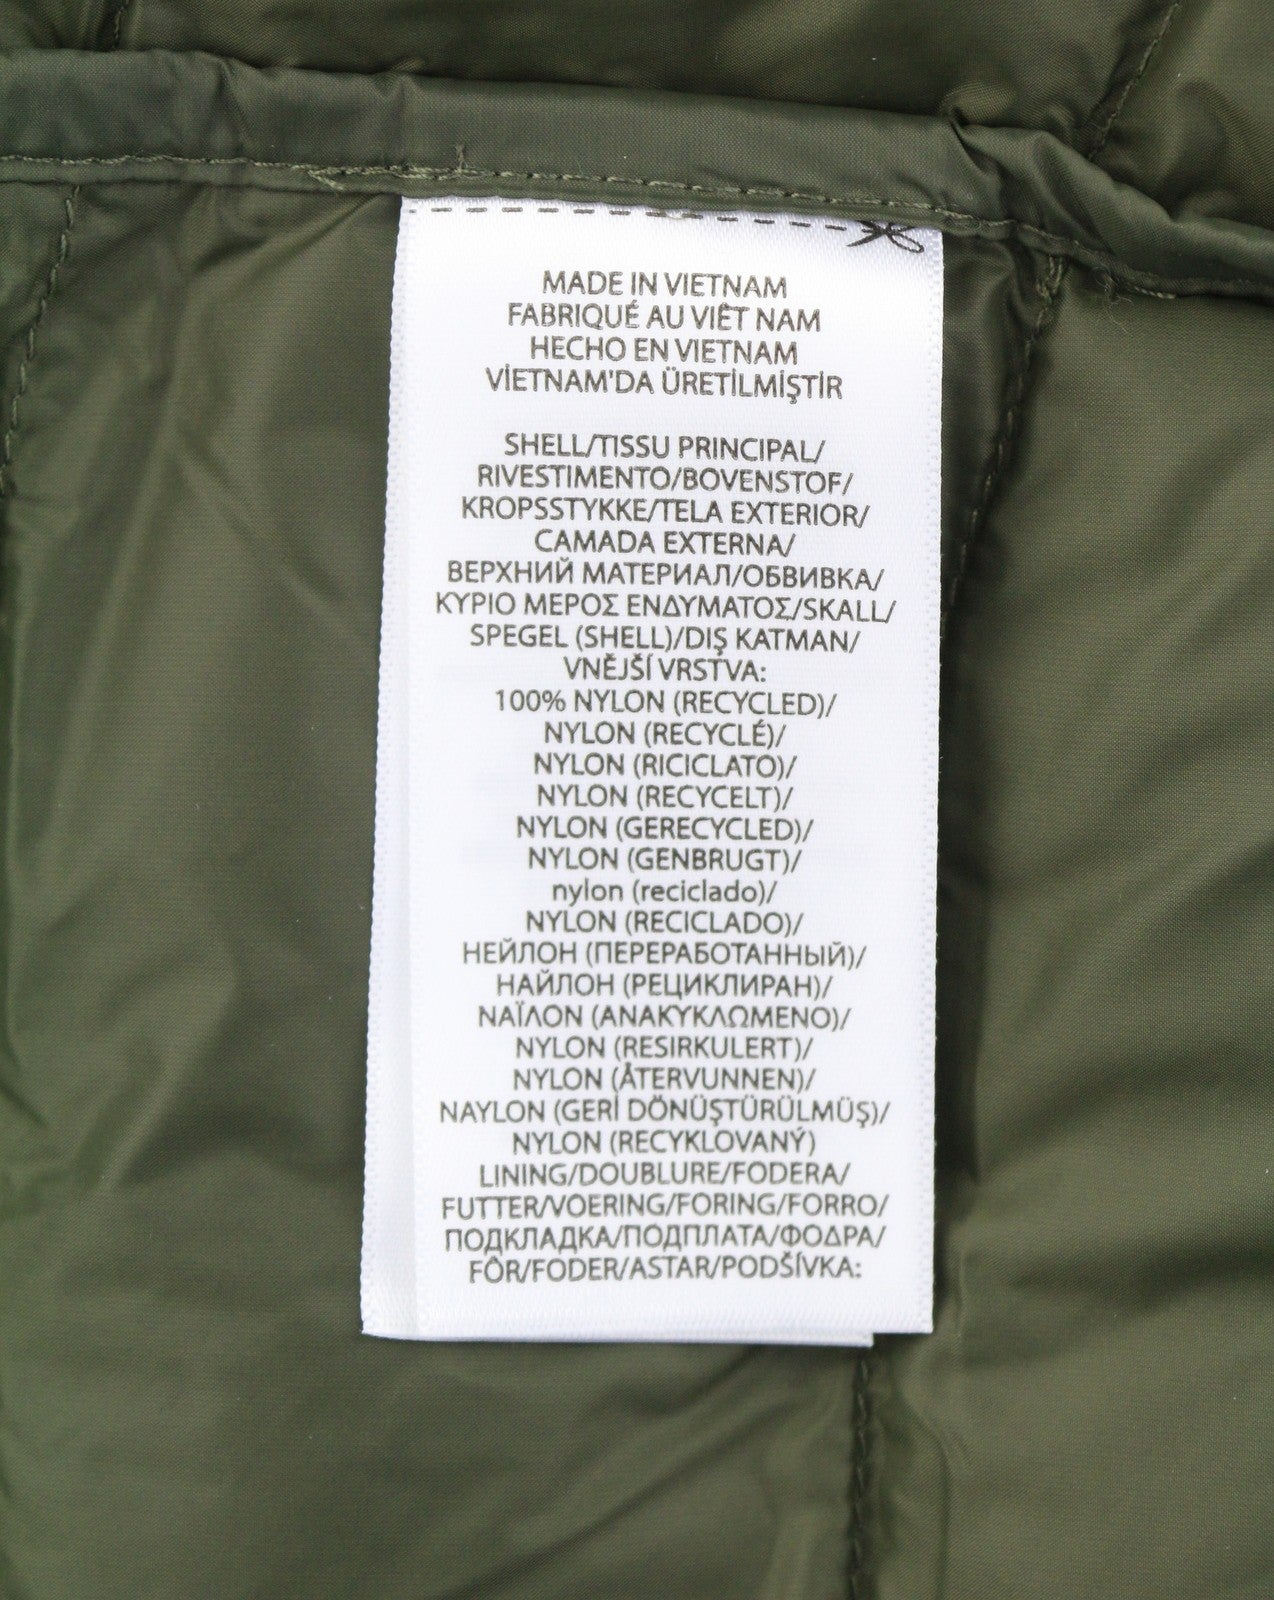 MADE IN VIETNAM
FABRIQUÉ AU VIÊT NAM
HECHO EN VIETNAM
VİETNAM'DA ÜRETİLMİŞTİR
SHELL/TISSU PRINCIPAL/
RIVESTIMENTO/BOVENSTOF/
KROPSSTYKKE/TELA EXTERIOR/
CAMADA EXTERNA/
ВЕРХНИЙ МАТЕРИАЛ/ОБВИВКА/
ΚΥΡΙΟ ΜΕΡΟΣ ΕΝΔΥΜΑΤΟΣ/SKALL/
SPEGEL (SHELL)/DIŞ KATMAN/
VNĚJŠÍ VRSTVA:
100% NYLON (RECYCLED)/
NYLON (RECYCLÉ)/
NYLON (RICICLATO)/
NYLON (RECYCELT)/
NYLON (GERECYCLED)/
NYLON (GENBRUGT)/
nylon (reciclado)/
NYLON (RECICLADO)/
НЕЙЛОН (ПЕРЕРАБОТАННЫЙ)/
НАЙЛОН (РЕЦИКЛИРАН)/
ΝΑΪΛΟΝ (ΑΝΑΚΥΚΛΩΜΕΝΟ)/
NYLON (RESIRKULERT)/
NYLON (ÅTERVUNNEN)/
NAYLON (GERİ DÖNÜŞTÜRÜLMÜŞ)/
NYLON (RECYKLOVANÝ)
LINING/DOUBLURE/FODERA/
FUTTER/VOERING/FORING/FORRO/
ПОДКЛАДКА/ПОДПЛАТА/ΦΟΔΡΑ/
FÔR/FODER/ASTAR/PODŠÍVKA: